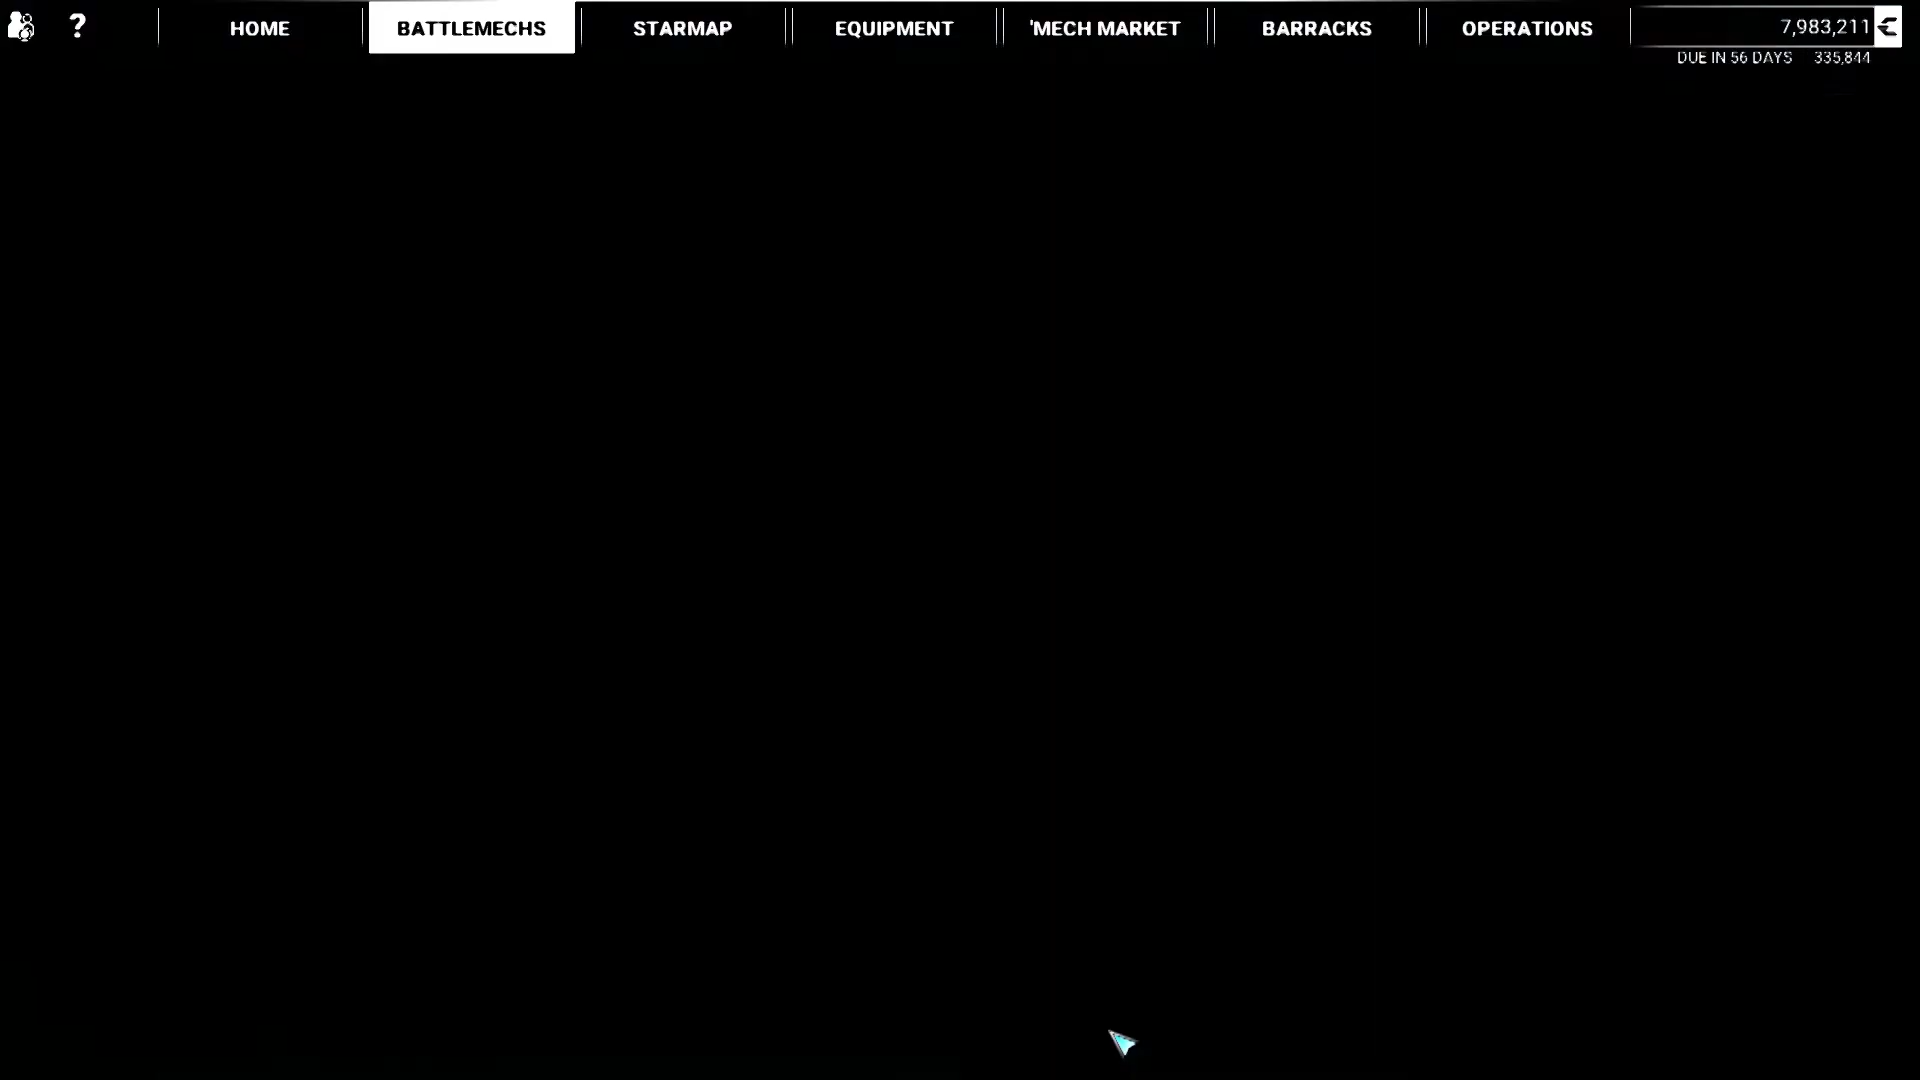 ?
HOME
BATTLEMECHS
STARMAP
EQUIPMENT
'MECH MARKET
BARRACKS
OPERATIONS
7,983,211
DUE IN 56 DAYS 335,844